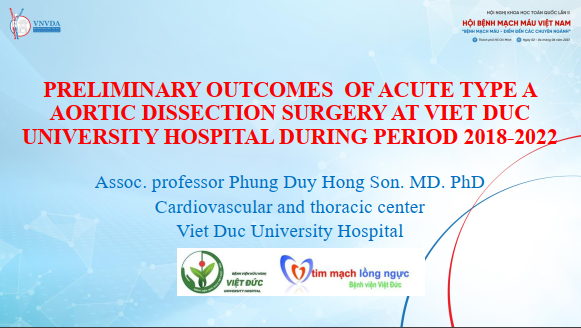 VNVDA
HỘI NGHỊ KHOA HỌC TOÀN QUỐC LẦN II
HỘI BỆNH MẠCH MÁU VIỆT NAM
"BỆNH MẠCH MÁU - ĐIỂM ĐẾN CÁC CHUYÊN NGÀNH"
PRELIMINARY OUTCOMES OF ACUTE TYPE A
AORTIC DISSECTION SURGERY AT VIET DUC
UNIVERSITY HOSPITAL DURING PERIOD 2018-2022
Assoc. professor Phung Duy Hong Son. MD. PhD
Cardiovascular and thoracic center
Viet Duc University Hospital
BỆNH VIỆN HỮU NGHỊ
VIỆT ĐỨC
UNIVERSITY HOSPITAL
tim mạch lồng ngực
Bệnh viện Việt Đức